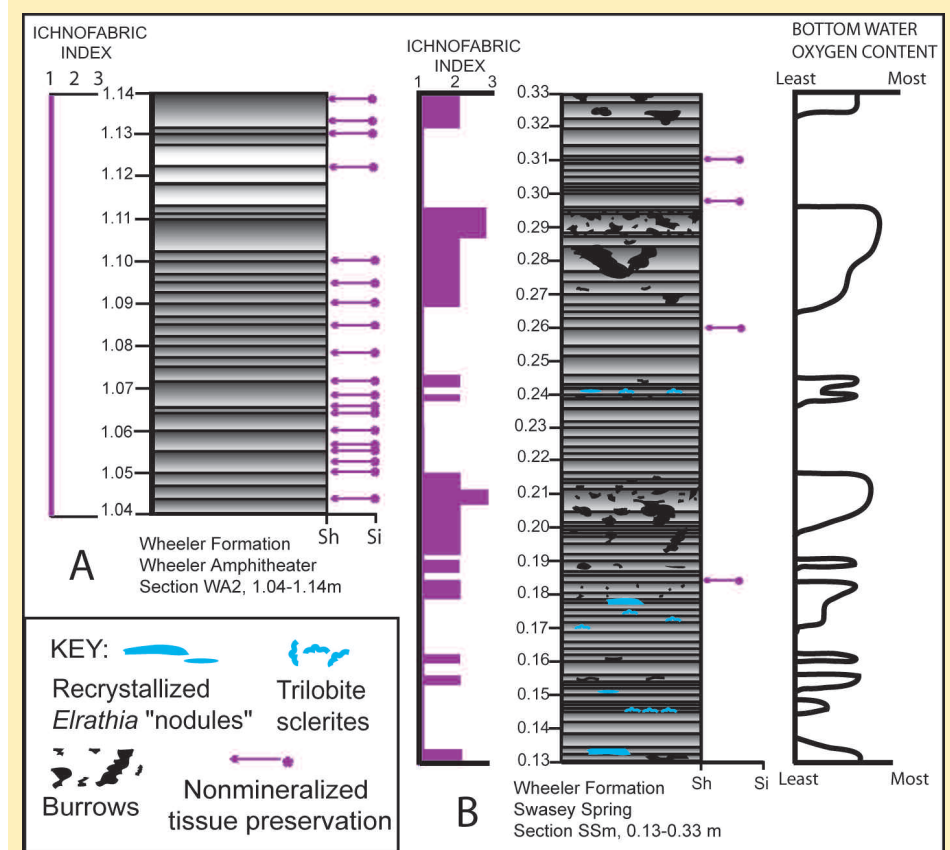 ICHNOFABRIC
INDEX
1 2 3
1.14
1.13
1.12
1.11
1.10
1.09
1.08
1.07
1.06
1.05
1.04
Sh Si
A
Wheeler Formation
Wheeler Amphitheater
Section WA2, 1.04-1.14m
KEY:
Recrystallized
Elrathia "nodules"
Trilobite
sclerites
Burrows
Nonmineralized
tissue preservation
ICHNOFABRIC
INDEX
1 2 3
0.33
0.32
0.31
0.30
0.29
0.28
0.27
0.26
0.25
0.24
0.23
0.22
0.21
0.20
0.19
0.18
0.17
0.16
0.15
0.14
0.13
Sh Si
B
Wheeler Formation
Swasey Spring
Section SSm, 0.13-0.33 m
BOTTOM WATER
OXYGEN CONTENT
Least Most
Least Most